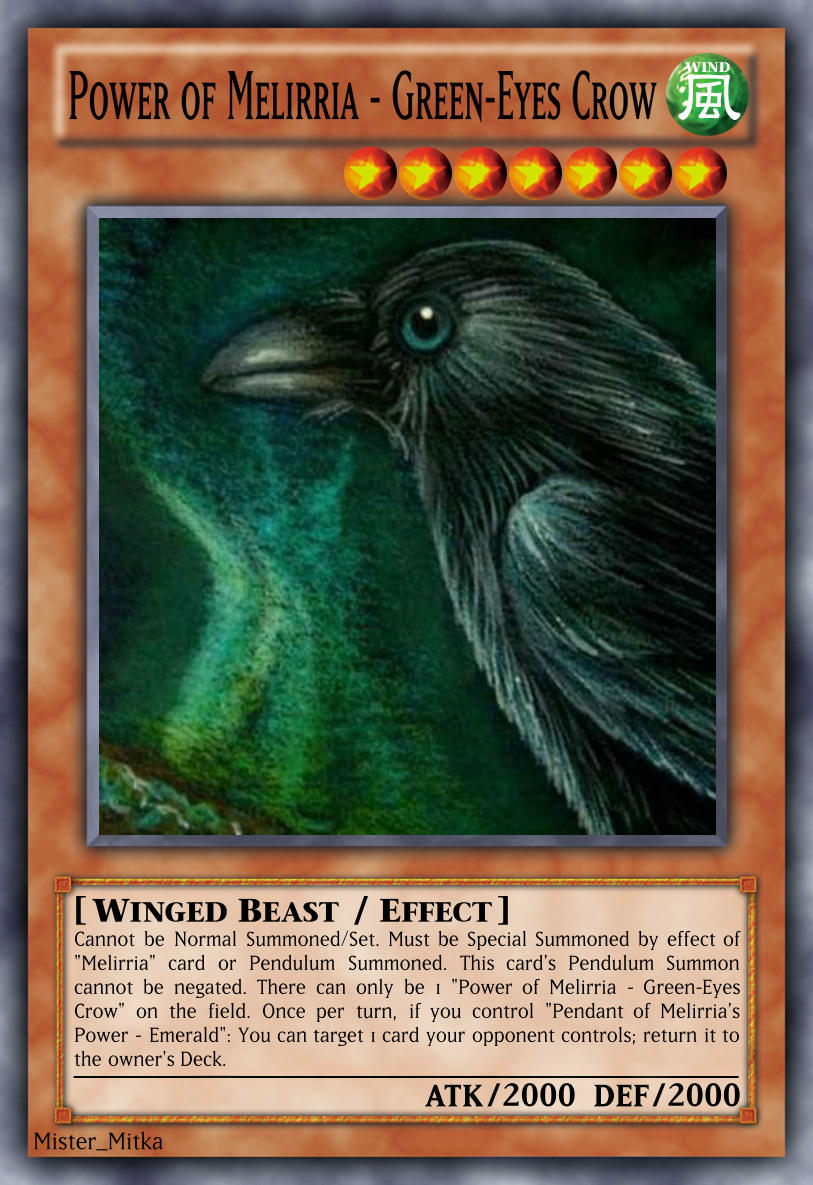 Power of Melirria - Green-Eyes Crow
WIND
風
[ Winged Beast / Effect ]
Cannot be Normal Summoned/Set. Must be Special Summoned by effect of
"Melirria" card or Pendulum Summoned. This card's Pendulum Summon
cannot be negated. There can only be 1 "Power of Melirria - Green-Eyes
Crow" on the field. Once per turn, if you control "Pendant of Melirria's
Power - Emerald": You can target 1 card your opponent controls; return it to
the owner's Deck.
ATK/2000 DEF/2000
Mister_Mitka